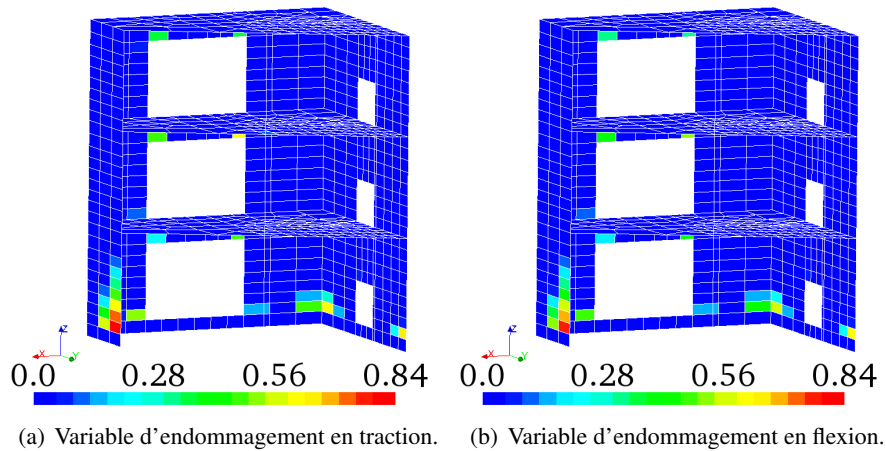 Z
X
Y
0.0 0.28 0.56 0.84
(a) Variable d'endommagement en traction.
Z
X
Y
0.0 0.28 0.56 0.84
(b) Variable d'endommagement en flexion.